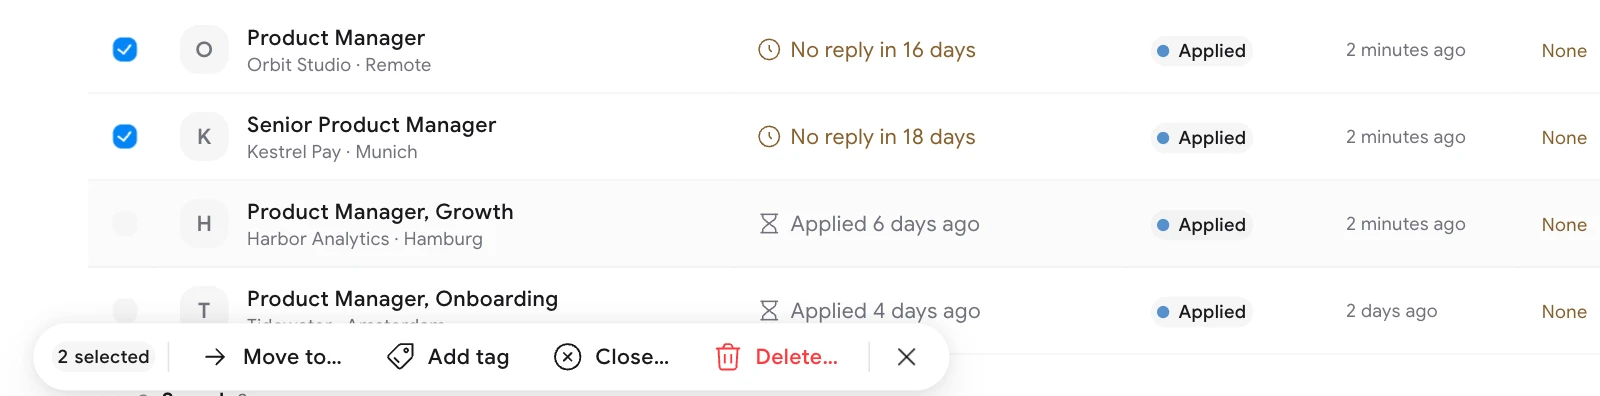 O
Product Manager
Orbit Studio · Remote
No reply in 16 days
Applied
2 minutes ago
None
K
Senior Product Manager
Kestrel Pay · Munich
No reply in 18 days
Applied
2 minutes ago
None
H
Product Manager, Growth
Harbor Analytics · Hamburg
Applied 6 days ago
Applied
2 minutes ago
None
T
Product Manager, Onboarding
Applied 4 days ago
Applied
2 days ago
None
2 selected
Move to...
Add tag
Close...
Delete...